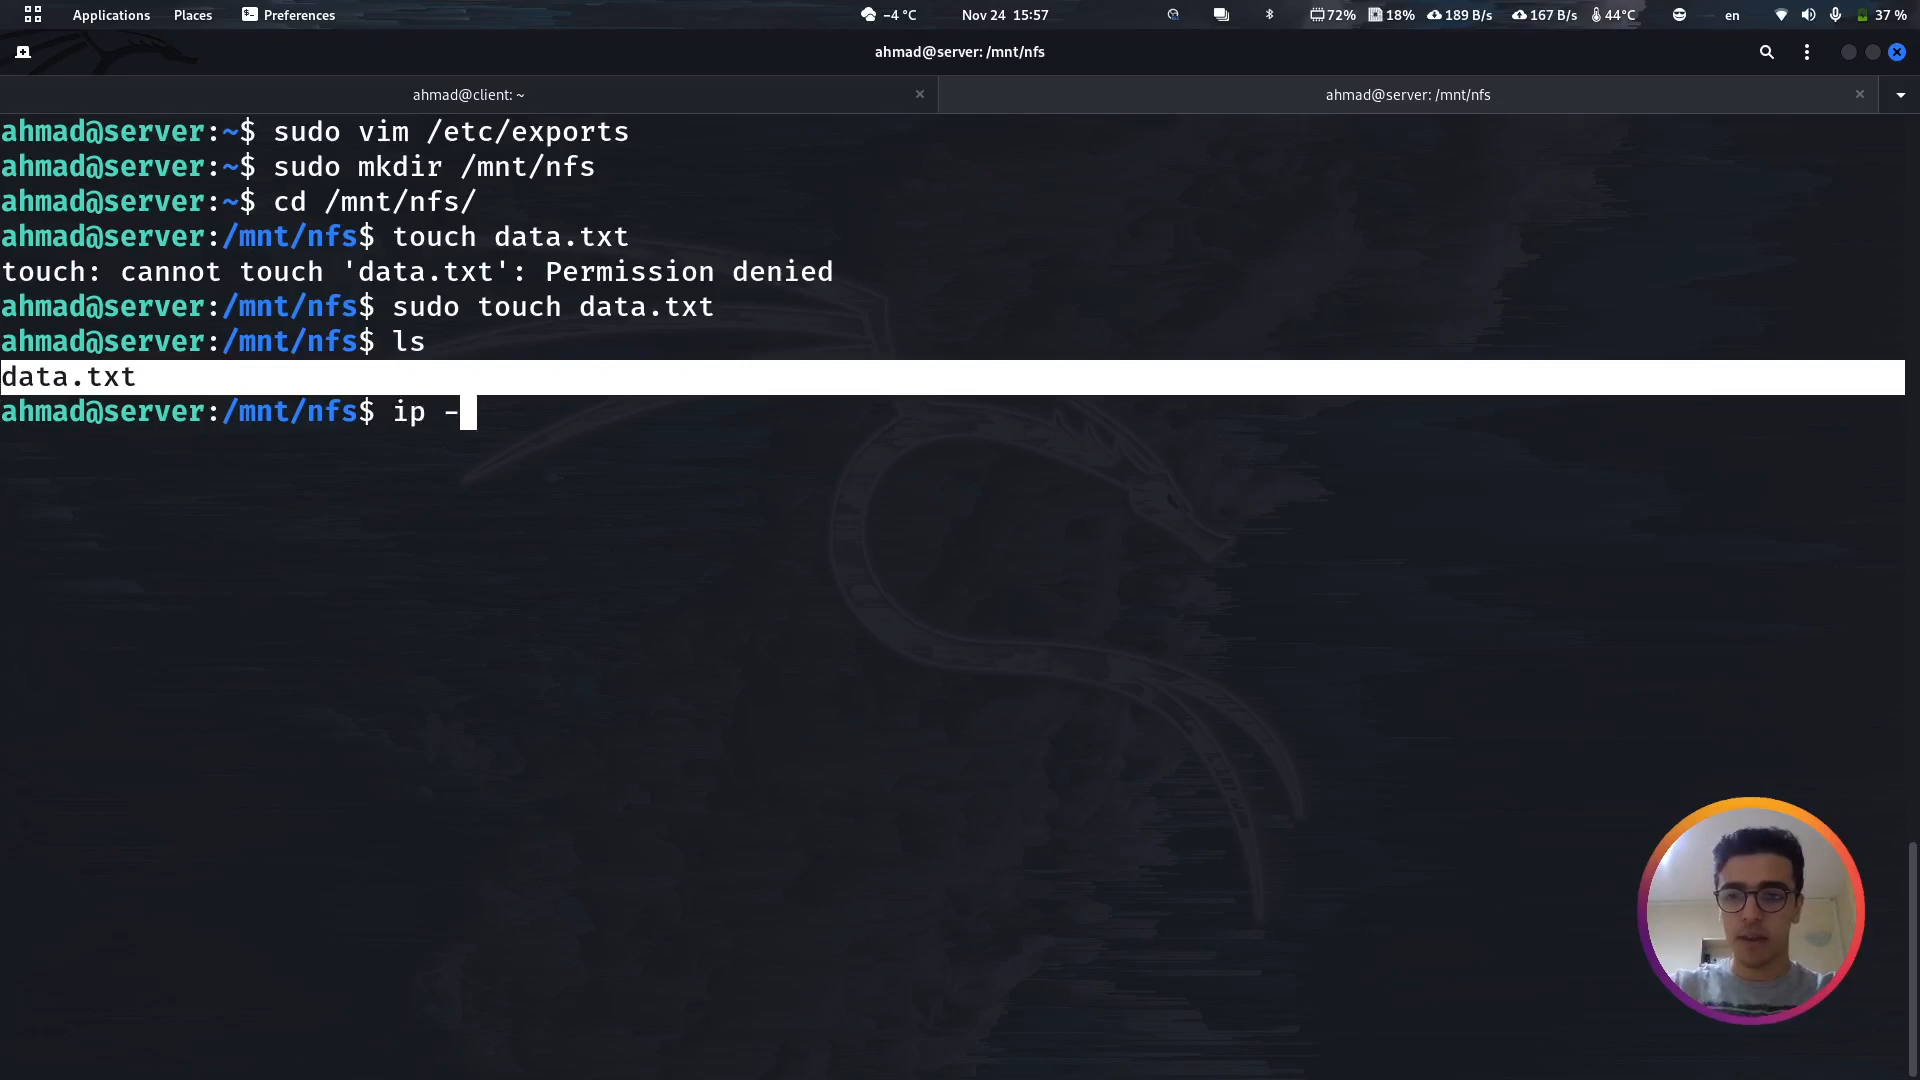 Applications Places Preferences -4 °C Nov 24 15:57 72% 18% 189 B/s 167 B/s 44°C en 37 %
ahmad@server: /mnt/nfs
ahmad@client: ~ ahmad@server: /mnt/nfs
ahmad@server:~$ sudo vim /etc/exports
ahmad@server:~$ sudo mkdir /mnt/nfs
ahmad@server:~$ cd /mnt/nfs/
ahmad@server:/mnt/nfs$ touch data.txt
touch: cannot touch 'data.txt': Permission denied
ahmad@server:/mnt/nfs$ sudo touch data.txt
ahmad@server:/mnt/nfs$ ls
data.txt
ahmad@server:/mnt/nfs$ ip -